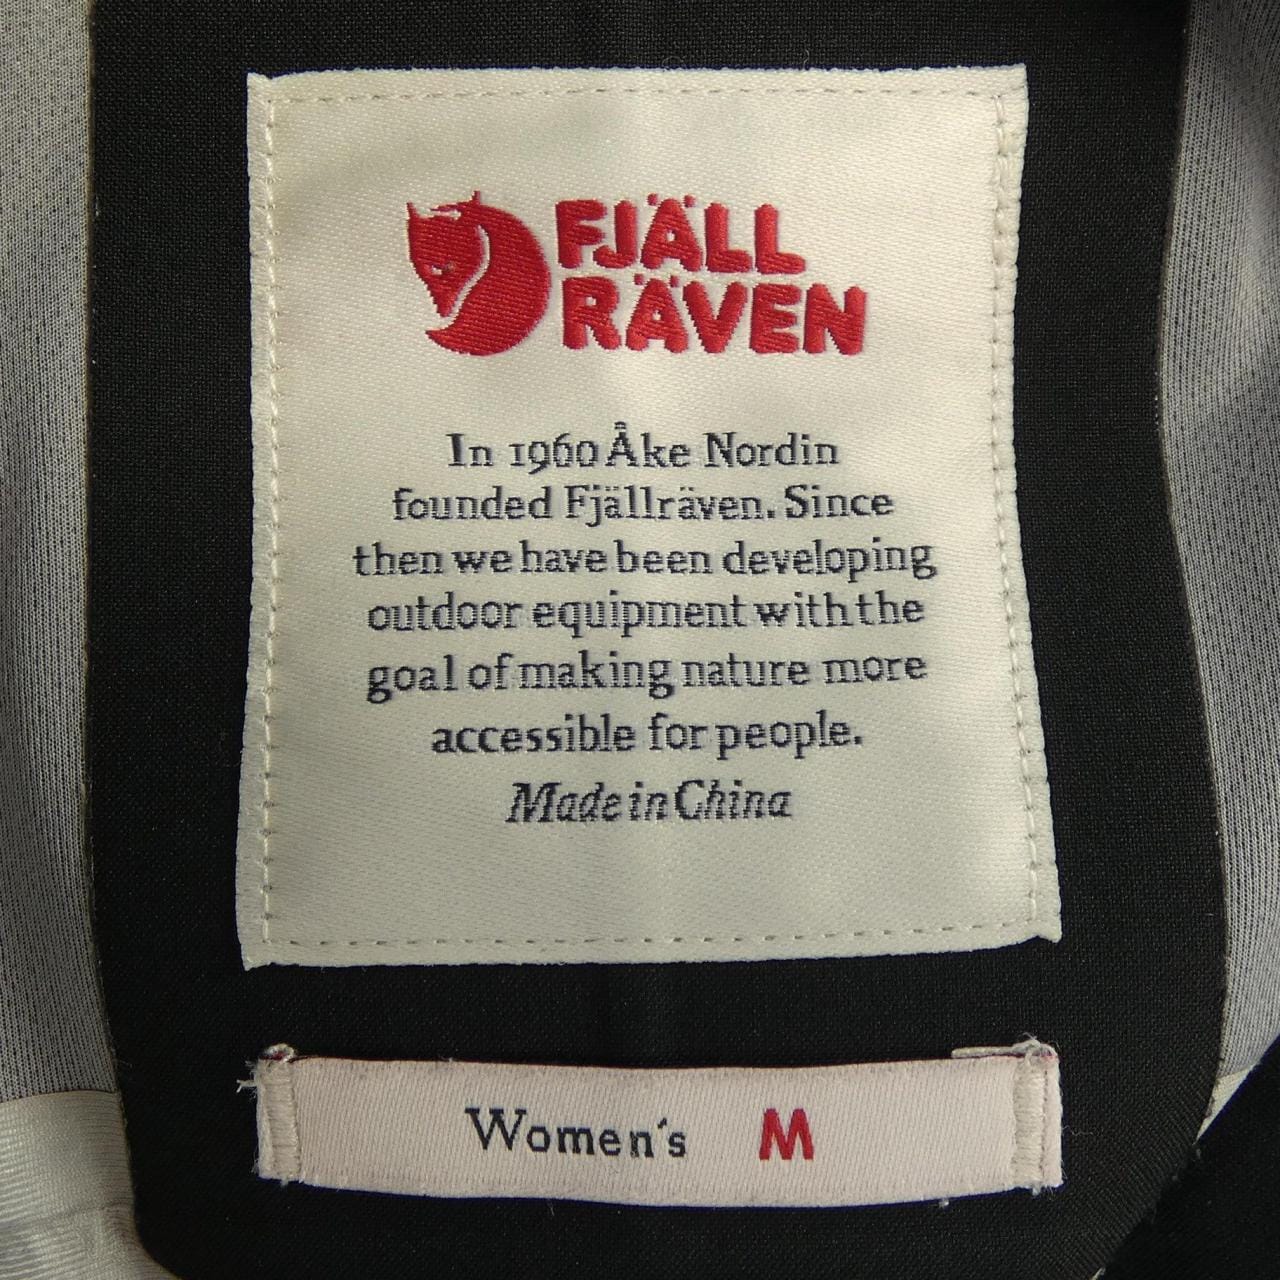 FJÄLL
RÄVEN
In 1960 Åke Nordin
founded Fjällräven. Since
then we have been developing
outdoor equipment with the
goal of making nature more
accessible for people.
Made in China
Women's M